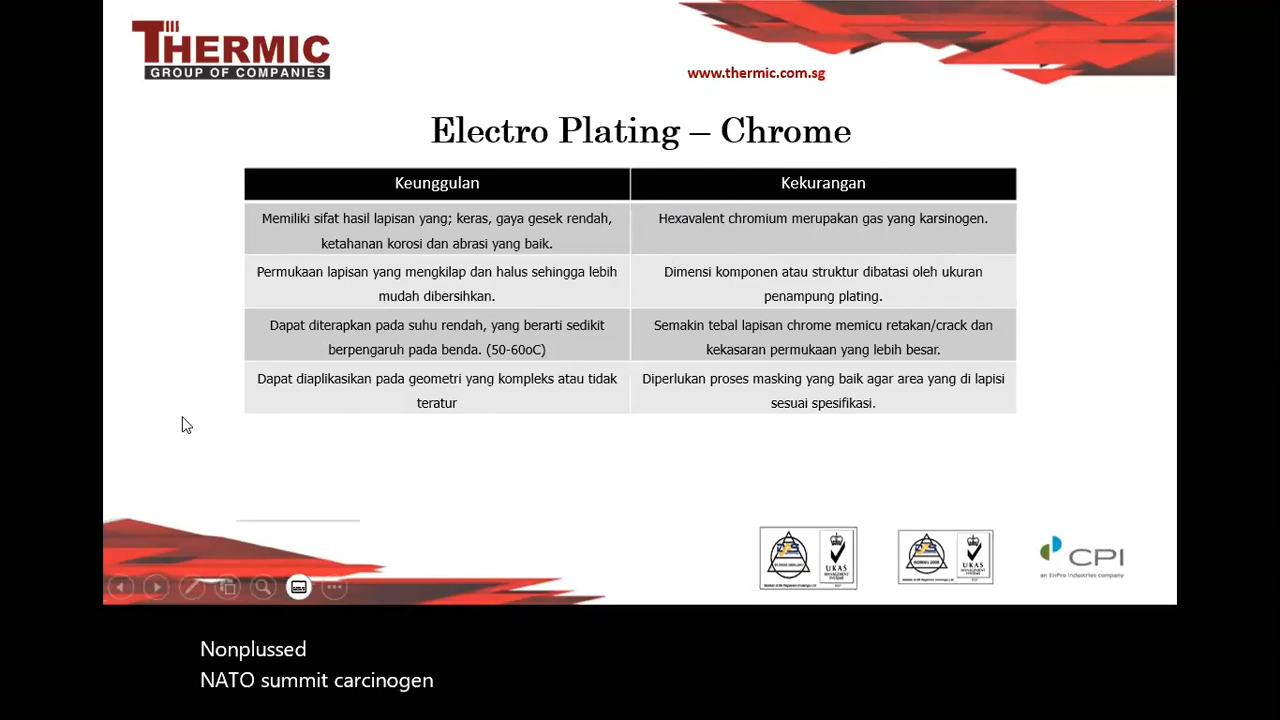 THERMIC
GROUP OF COMPANIES
www.thermic.com.sg
Electro Plating – Chrome
Keunggulan
Kekurangan
Memiliki sifat hasil lapisan yang; keras, gaya gesek rendah,
ketahanan korosi dan abrasi yang baik.
Hexavalent chromium merupakan gas yang karsinogen.
Permukaan lapisan yang mengkilap dan halus sehingga lebih
mudah dibersihkan.
Dimensi komponen atau struktur dibatasi oleh ukuran
penampung plating.
Dapat diterapkan pada suhu rendah, yang berarti sedikit
berpengaruh pada benda. (50-60oC)
Semakin tebal lapisan chrome memicu retakan/crack dan
kekasaran permukaan yang lebih besar.
Dapat diaplikasikan pada geometri yang kompleks atau tidak
teratur
Diperlukan proses masking yang baik agar area yang di lapisi
sesuai spesifikasi.
UKAS
MANAGEMENT
SYSTEMS
UKAS
MANAGEMENT
SYSTEMS
CPI
an EnPro Industries company
Nonplussed
NATO summit carcinogen